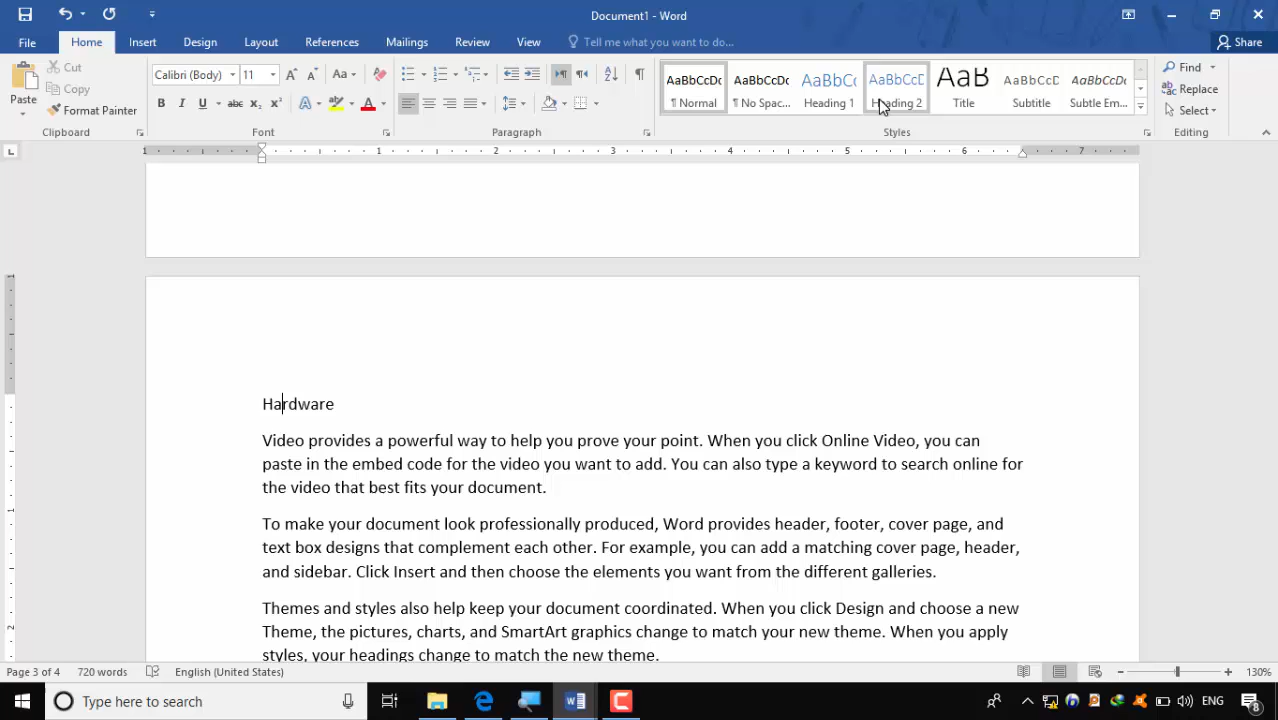 Document1 - Word
File Home Insert Design Layout References Mailings Review View Tell me what you want to do... Share
Paste
Cut
Copy
Format Painter
Clipboard
Calibri (Body) 11
Font
Paragraph
AaBbCcDc AaBbCcDc AaBbCc AaBbCcD AaB AaBbCcD AaBbCcD
¶ Normal ¶ No Spac... Heading 1 Heading 2 Title Subtitle Subtle Em...
Styles
Find
Replace
Select
Editing
1 1 2 3 4 5 6 7
Hardware
Video provides a powerful way to help you prove your point. When you click Online Video, you can
paste in the embed code for the video you want to add. You can also type a keyword to search online for
the video that best fits your document.
To make your document look professionally produced, Word provides header, footer, cover page, and
text box designs that complement each other. For example, you can add a matching cover page, header,
and sidebar. Click Insert and then choose the elements you want from the different galleries.
Themes and styles also help keep your document coordinated. When you click Design and choose a new
Theme, the pictures, charts, and SmartArt graphics change to match your new theme. When you apply
styles, your headings change to match the new theme.
Page 3 of 4 720 words English (United States) 130%
Type here to search ENG 8